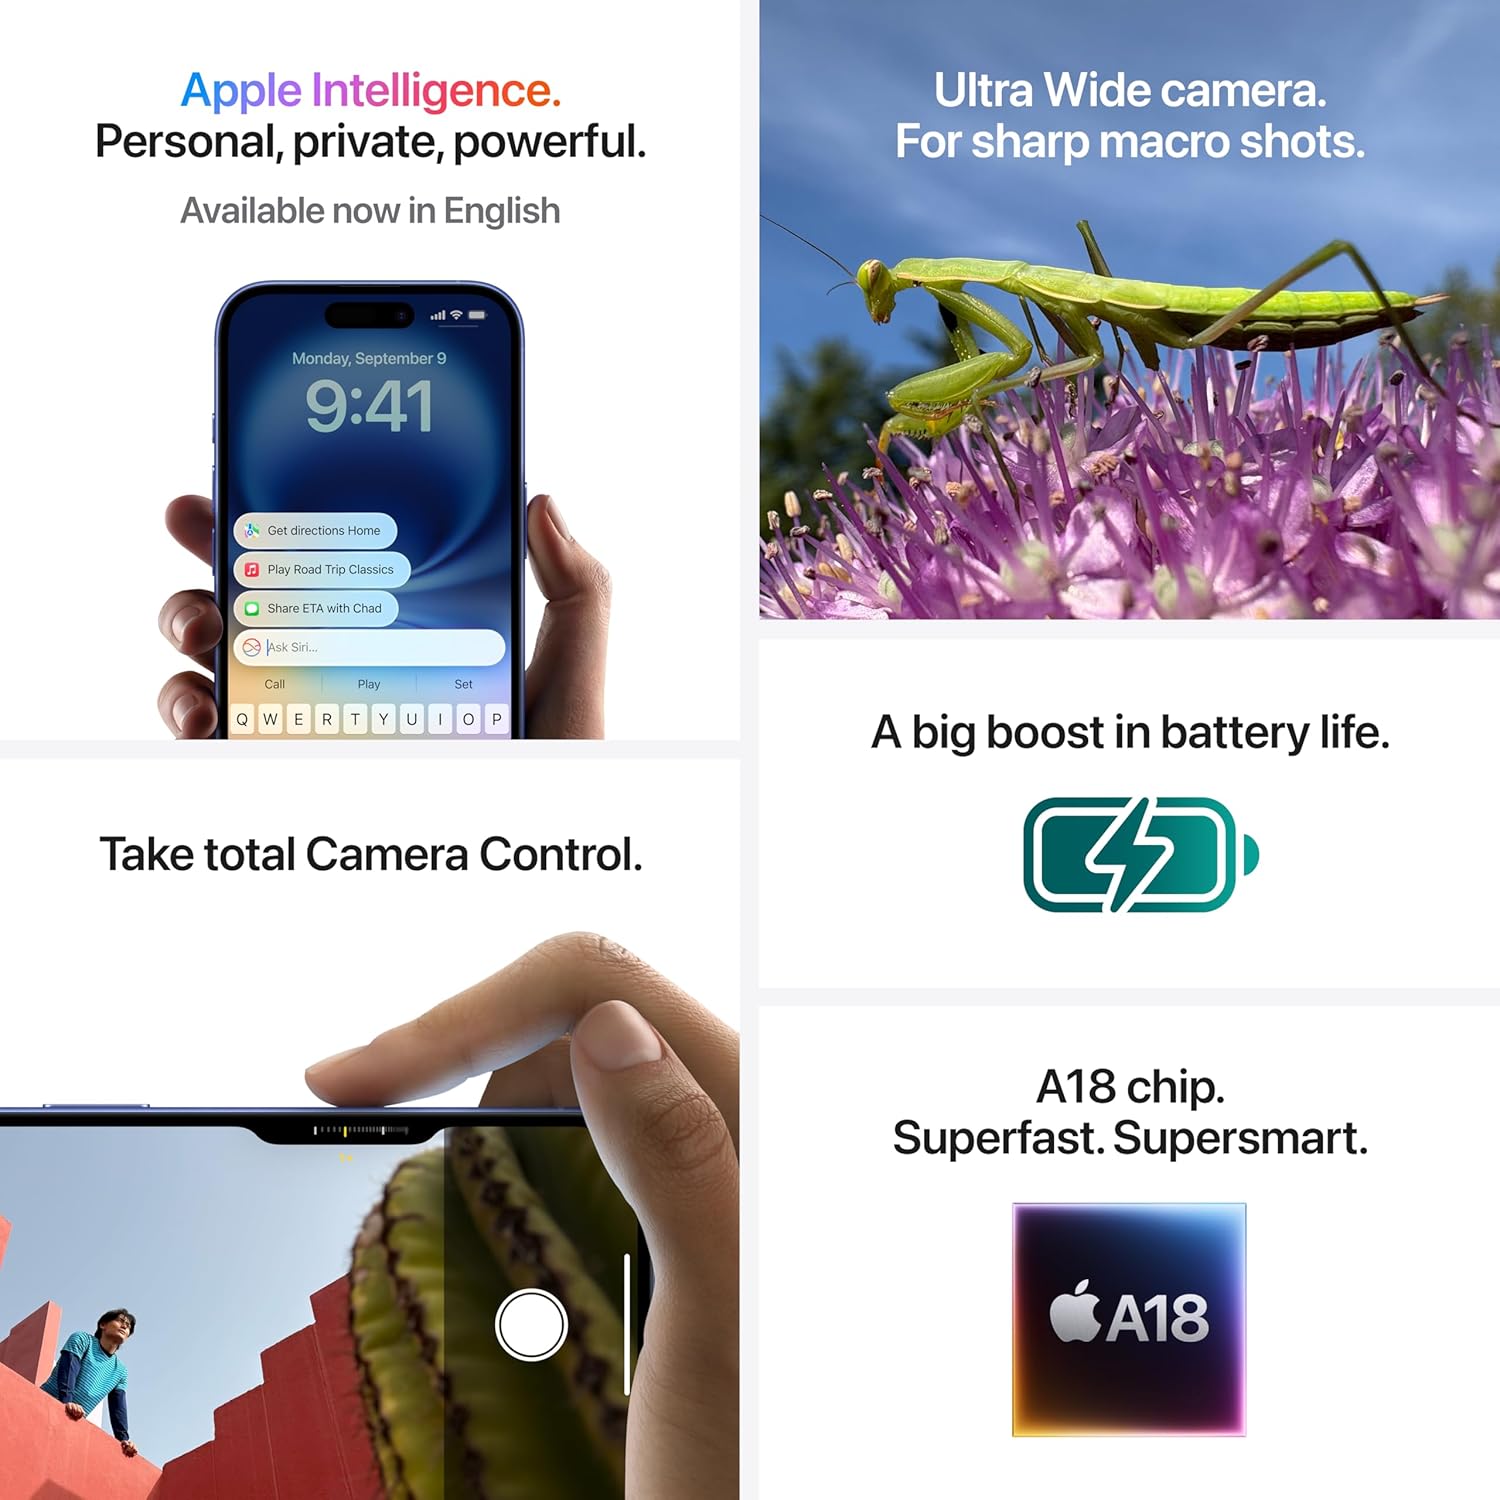 Apple Intelligence.
Personal, private, powerful.
Available now in English
Monday, September 9
9:41
Get directions Home
Play Road Trip Classics
Share ETA with Chad
Ask Siri...
Call Play Set
Q W E R T Y U I O P
Ultra Wide camera.
For sharp macro shots.
A big boost in battery life.
Take total Camera Control.
A18 chip.
Superfast. Supersmart.
A18